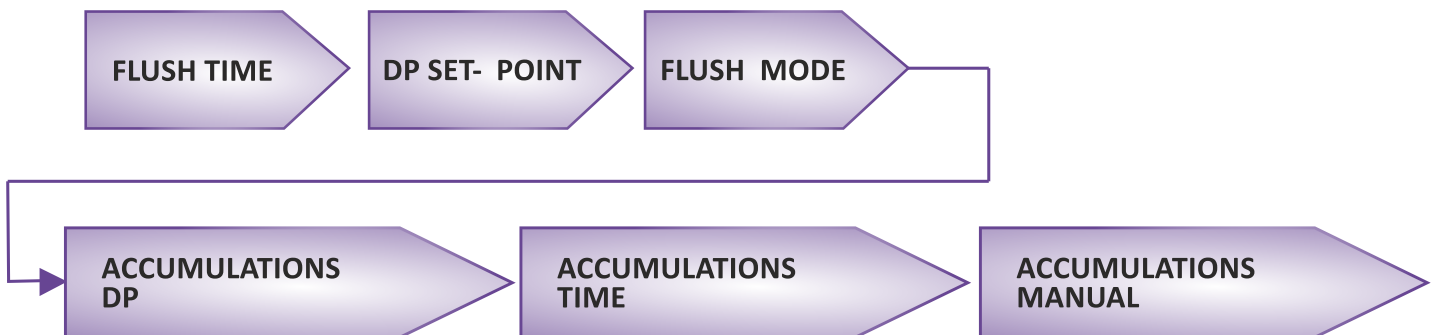 FLUSH TIME
DP SET- POINT
FLUSH MODE
ACCUMULATIONS
DP
ACCUMULATIONS
TIME
ACCUMULATIONS
MANUAL